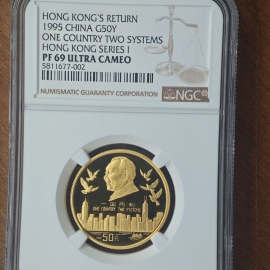 HONG KONG'S RETURN
1995 CHINA G50Y
ONE COUNTRY TWO SYSTEMS
HONG KONG SERIES I
PF 69 ULTRA CAMEO
5811677-002
NUMISMATIC GUARANTY CORPORATION
NGC
ONE COUNTRY TWO SYSTEMS
50元